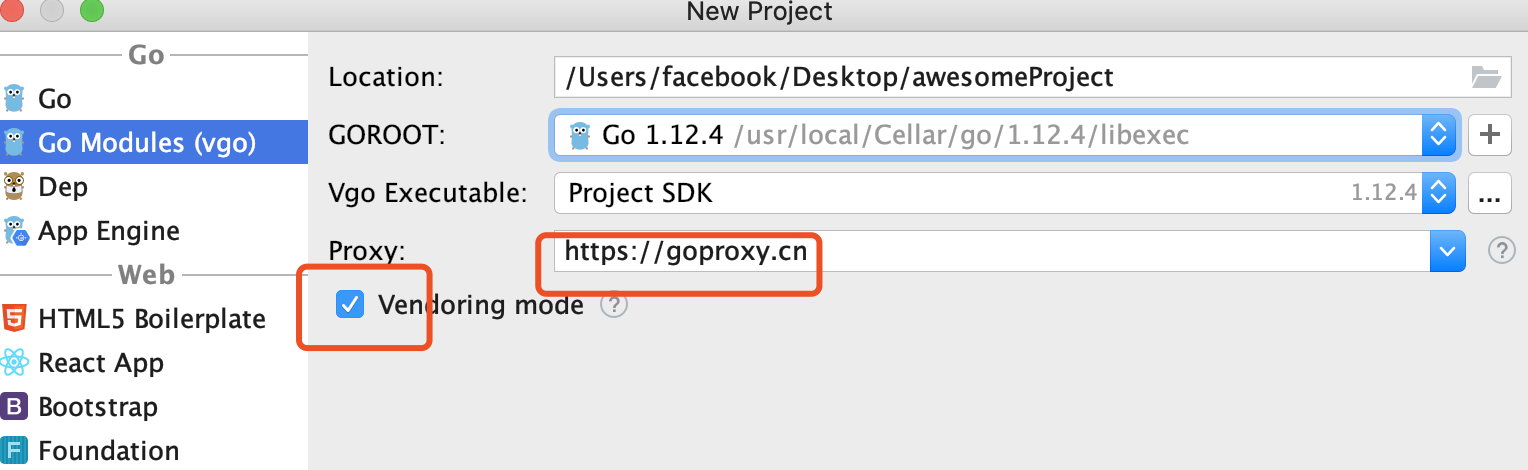 New Project
Go
Go
Go Modules (vgo)
Dep
App Engine
Web
HTML5 Boilerplate
React App
Bootstrap
Foundation
Location: /Users/facebook/Desktop/awesomeProject
GOROOT: Go 1.12.4 /usr/local/Cellar/go/1.12.4/libexec
Vgo Executable: Project SDK 1.12.4 ...
Proxy: https://goproxy.cn ?
Vendoring mode ?